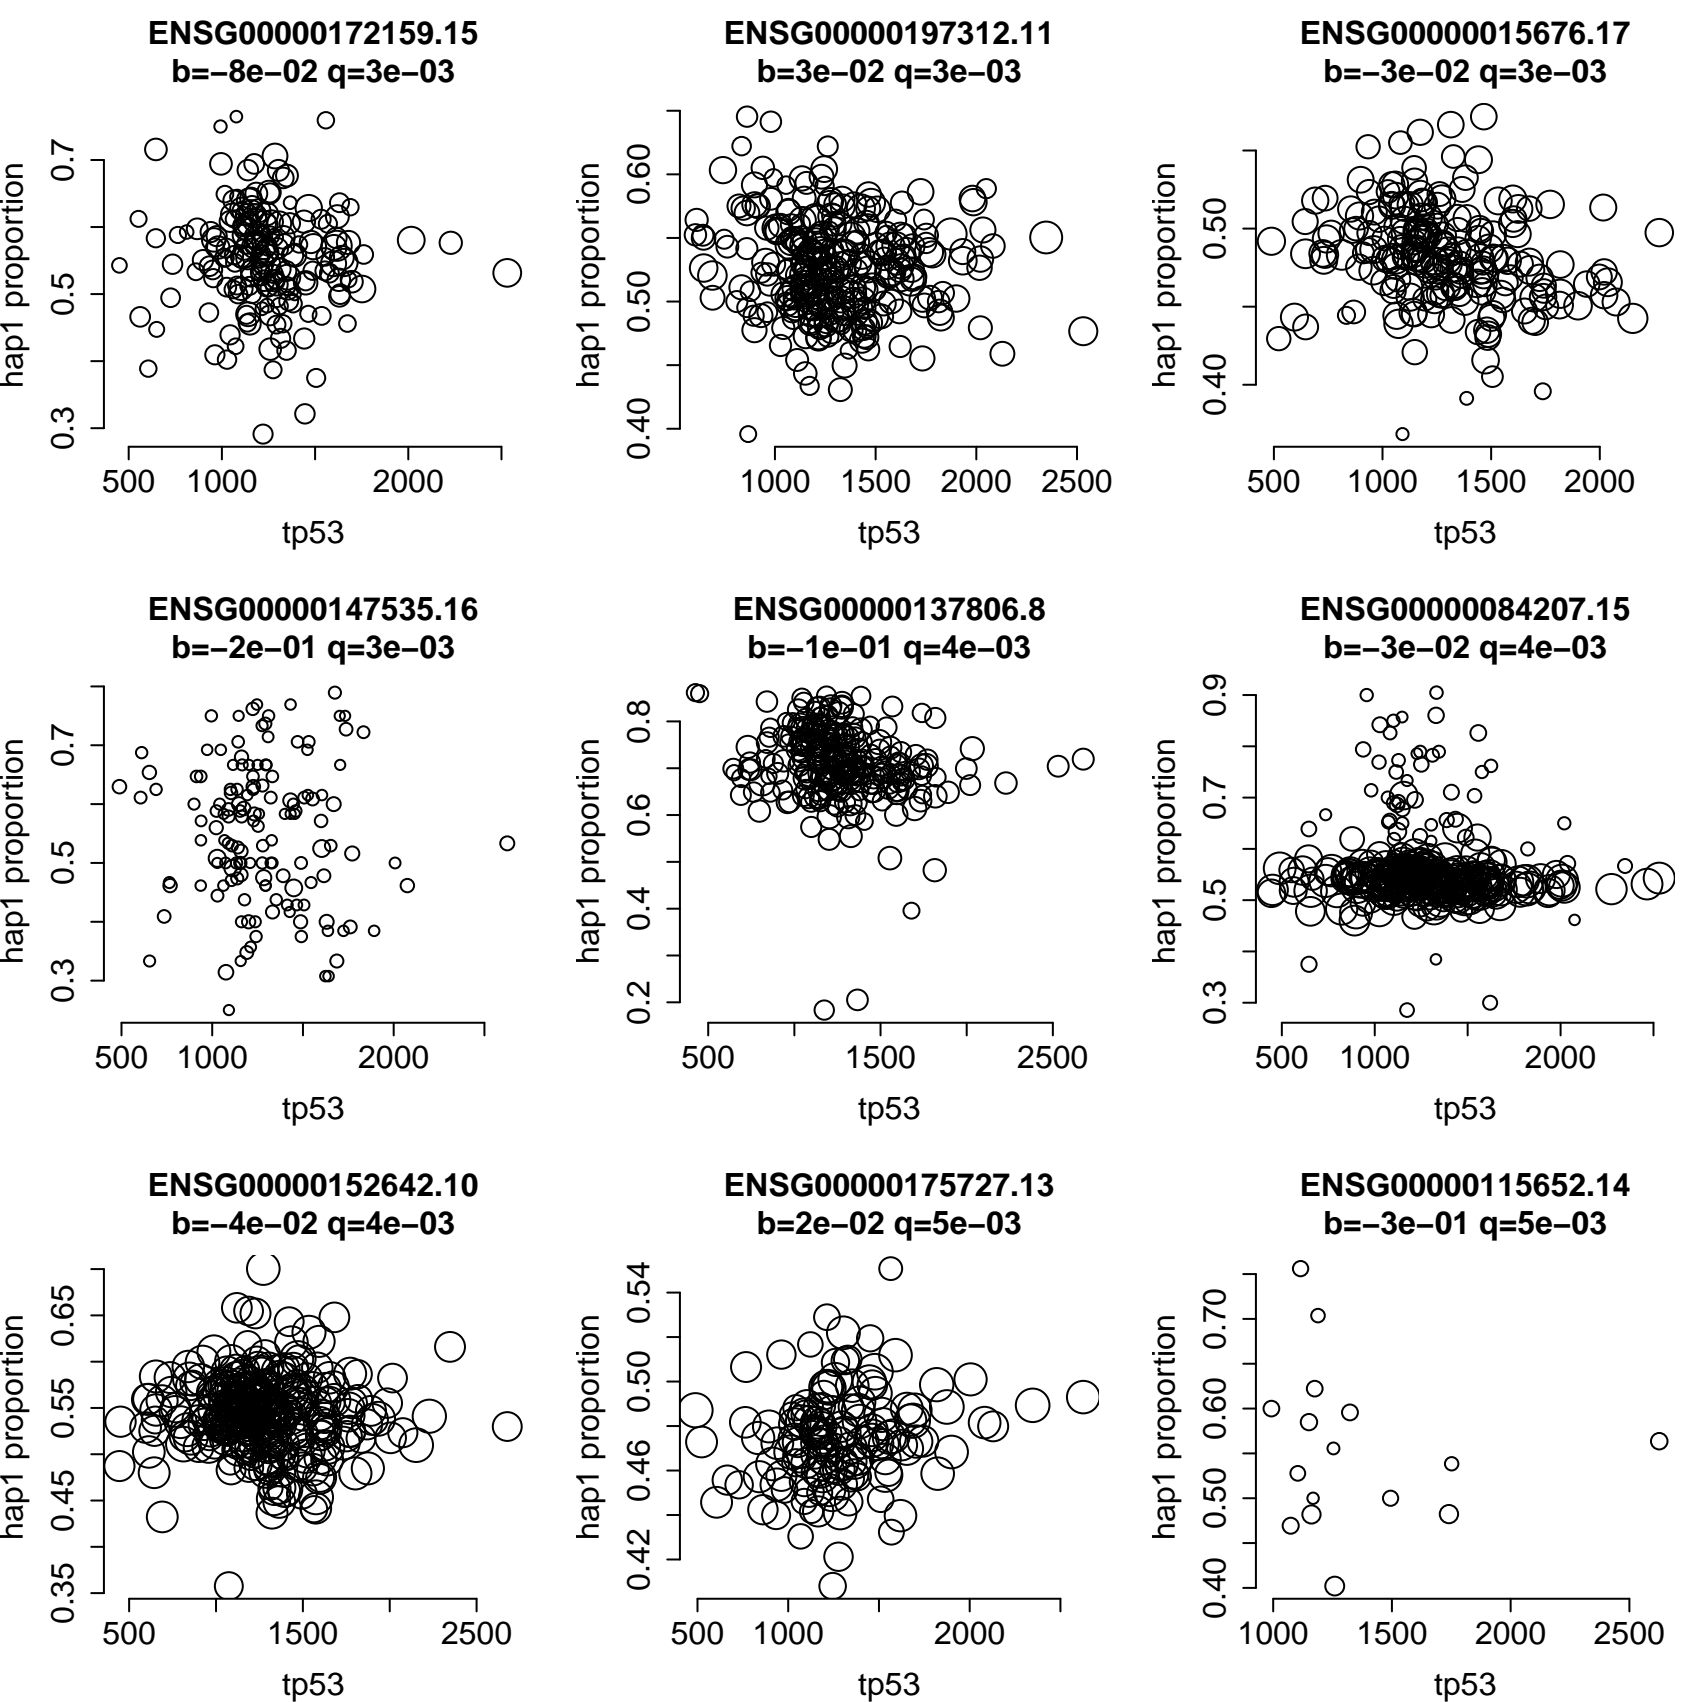 ENSG00000172159.15
b=−8e−02 q=3e−03
hap1 proportion
0.3 0.5 0.7
500 1000 2000
tp53
ENSG00000197312.11
b=3e−02 q=3e−03
hap1 proportion
0.40 0.50 0.60
1000 1500 2000 2500
tp53
ENSG00000015676.17
b=−3e−02 q=3e−03
hap1 proportion
0.40 0.50
500 1000 1500 2000
tp53
ENSG00000147535.16
b=−2e−01 q=3e−03
hap1 proportion
0.3 0.5 0.7
500 1000 2000
tp53
ENSG00000137806.8
b=−1e−01 q=4e−03
hap1 proportion
0.2 0.4 0.6 0.8
500 1500 2500
tp53
ENSG00000084207.15
b=−3e−02 q=4e−03
hap1 proportion
0.3 0.5 0.7 0.9
500 1000 2000
tp53
ENSG00000152642.10
b=−4e−02 q=4e−03
hap1 proportion
0.35 0.45 0.55 0.65
500 1500 2500
tp53
ENSG00000175727.13
b=2e−02 q=5e−03
hap1 proportion
0.42 0.46 0.50 0.54
500 1000 2000
tp53
ENSG00000115652.14
b=−3e−01 q=5e−03
hap1 proportion
0.40 0.50 0.60 0.70
1000 1500 2000 2500
tp53